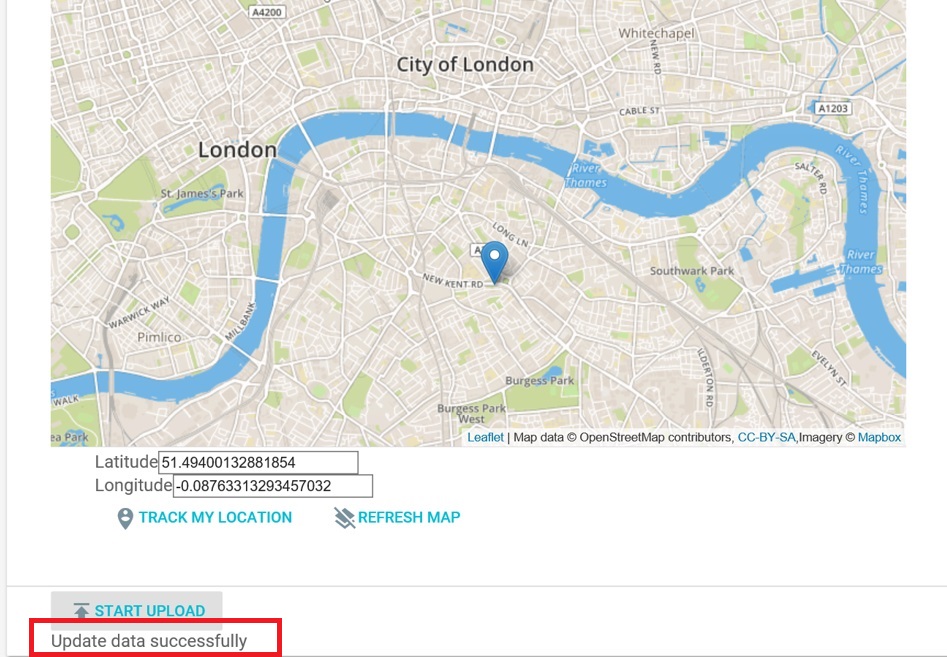 A4200
Whitechapel
NEW RD
City of London
CABLE ST
A1203
London
River Thames
River
Thames
SALTER RD
St. James's Park
LONG LN
River
Thames
Southwark Park
NEW KENT RD
WARWICK WAY
MILLBANK
Pimlico
ILDERTON RD
EVELYN ST
Burgess Park
WALK
Burgess Park
West
ea Park
Leaflet | Map data © OpenStreetMap contributors, CC-BY-SA,Imagery © Mapbox
Latitude 51.49400132881854
Longitude -0.08763313293457032
TRACK MY LOCATION REFRESH MAP
START UPLOAD
Update data successfully